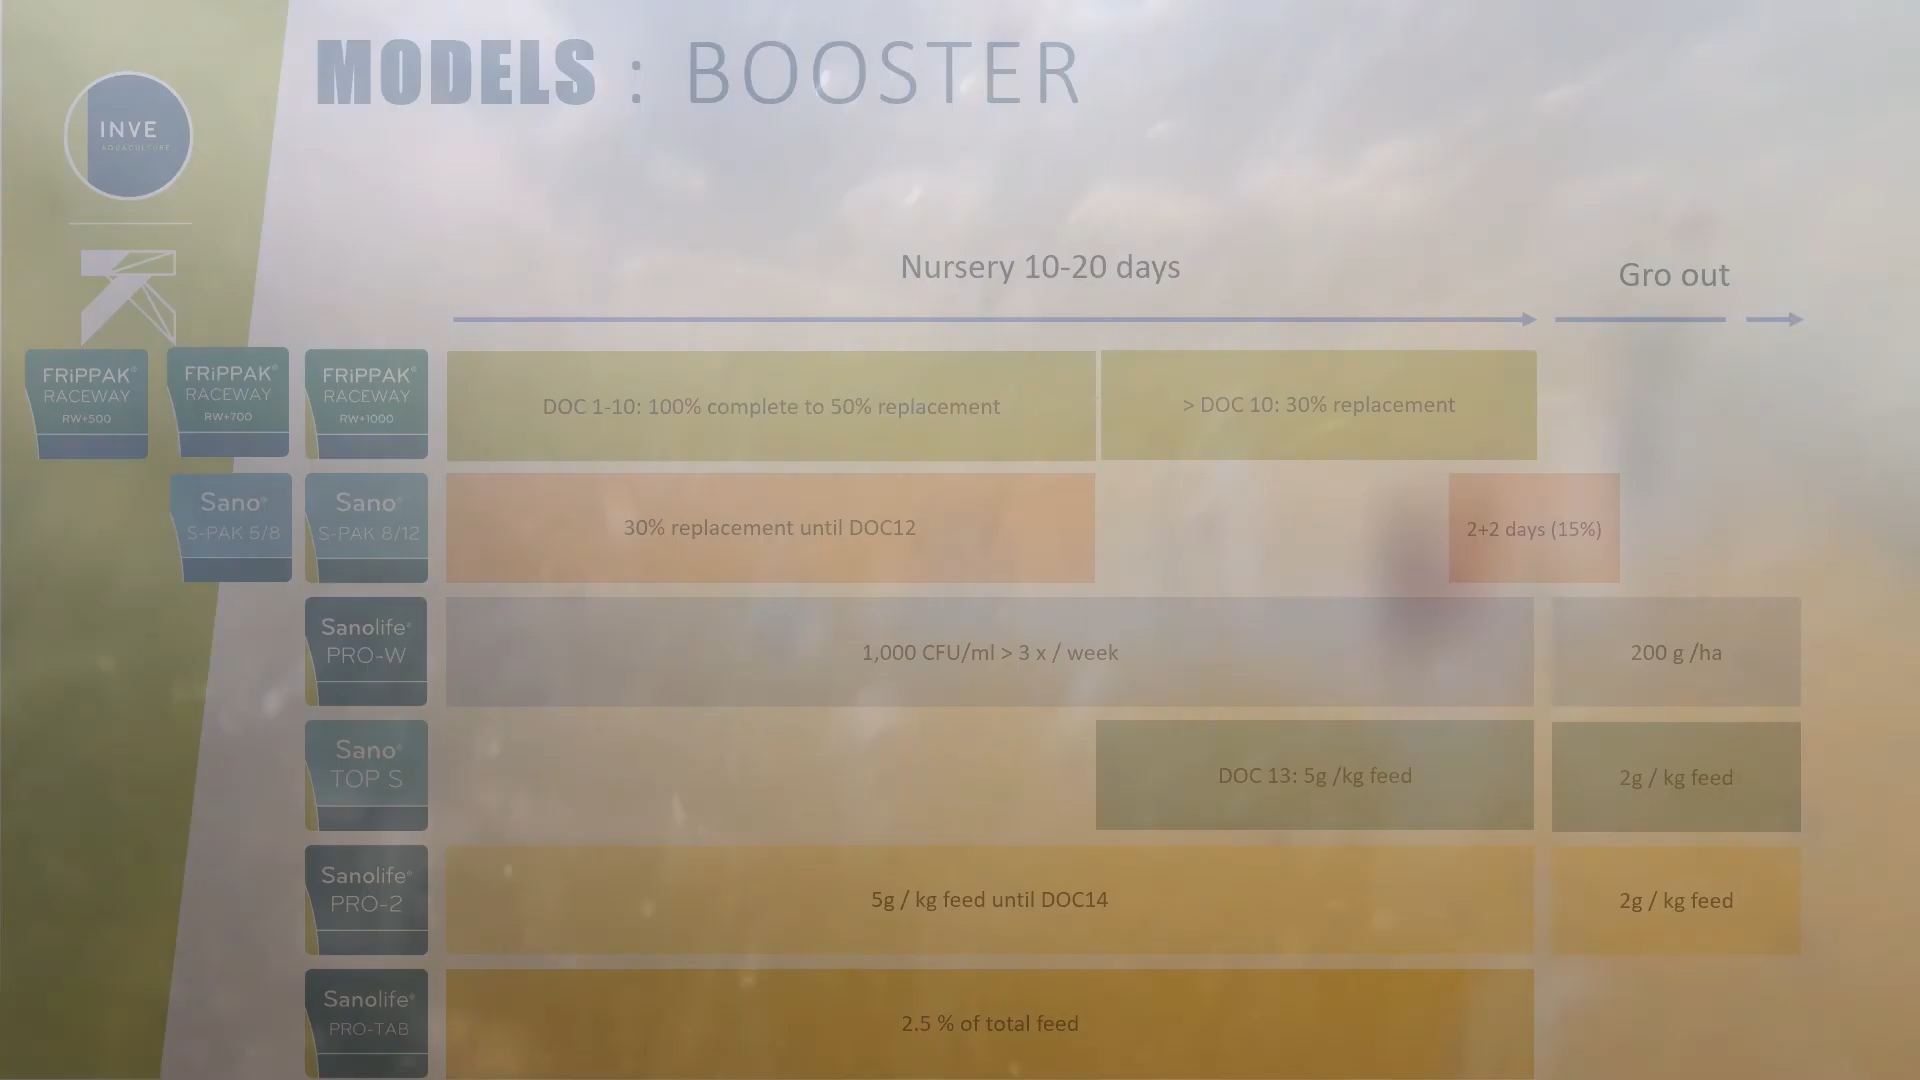 MODELS : BOOSTER
INVE
AQUACULTURE
Nursery 10-20 days
Gro out
FRiPPAK®
RACEWAY
RW+500
FRiPPAK®
RACEWAY
RW+700
FRiPPAK®
RACEWAY
RW+1000
DOC 1-10: 100% complete to 50% replacement
> DOC 10: 30% replacement
Sano®
S-PAK 5/8
Sano®
S-PAK 8/12
30% replacement until DOC12
2+2 days (15%)
Sanolife®
PRO-W
1,000 CFU/ml > 3 x / week
200 g /ha
Sano®
TOP S
DOC 13: 5g /kg feed
2g / kg feed
Sanolife®
PRO-2
5g / kg feed until DOC14
2g / kg feed
Sanolife®
PRO-TAB
2.5 % of total feed